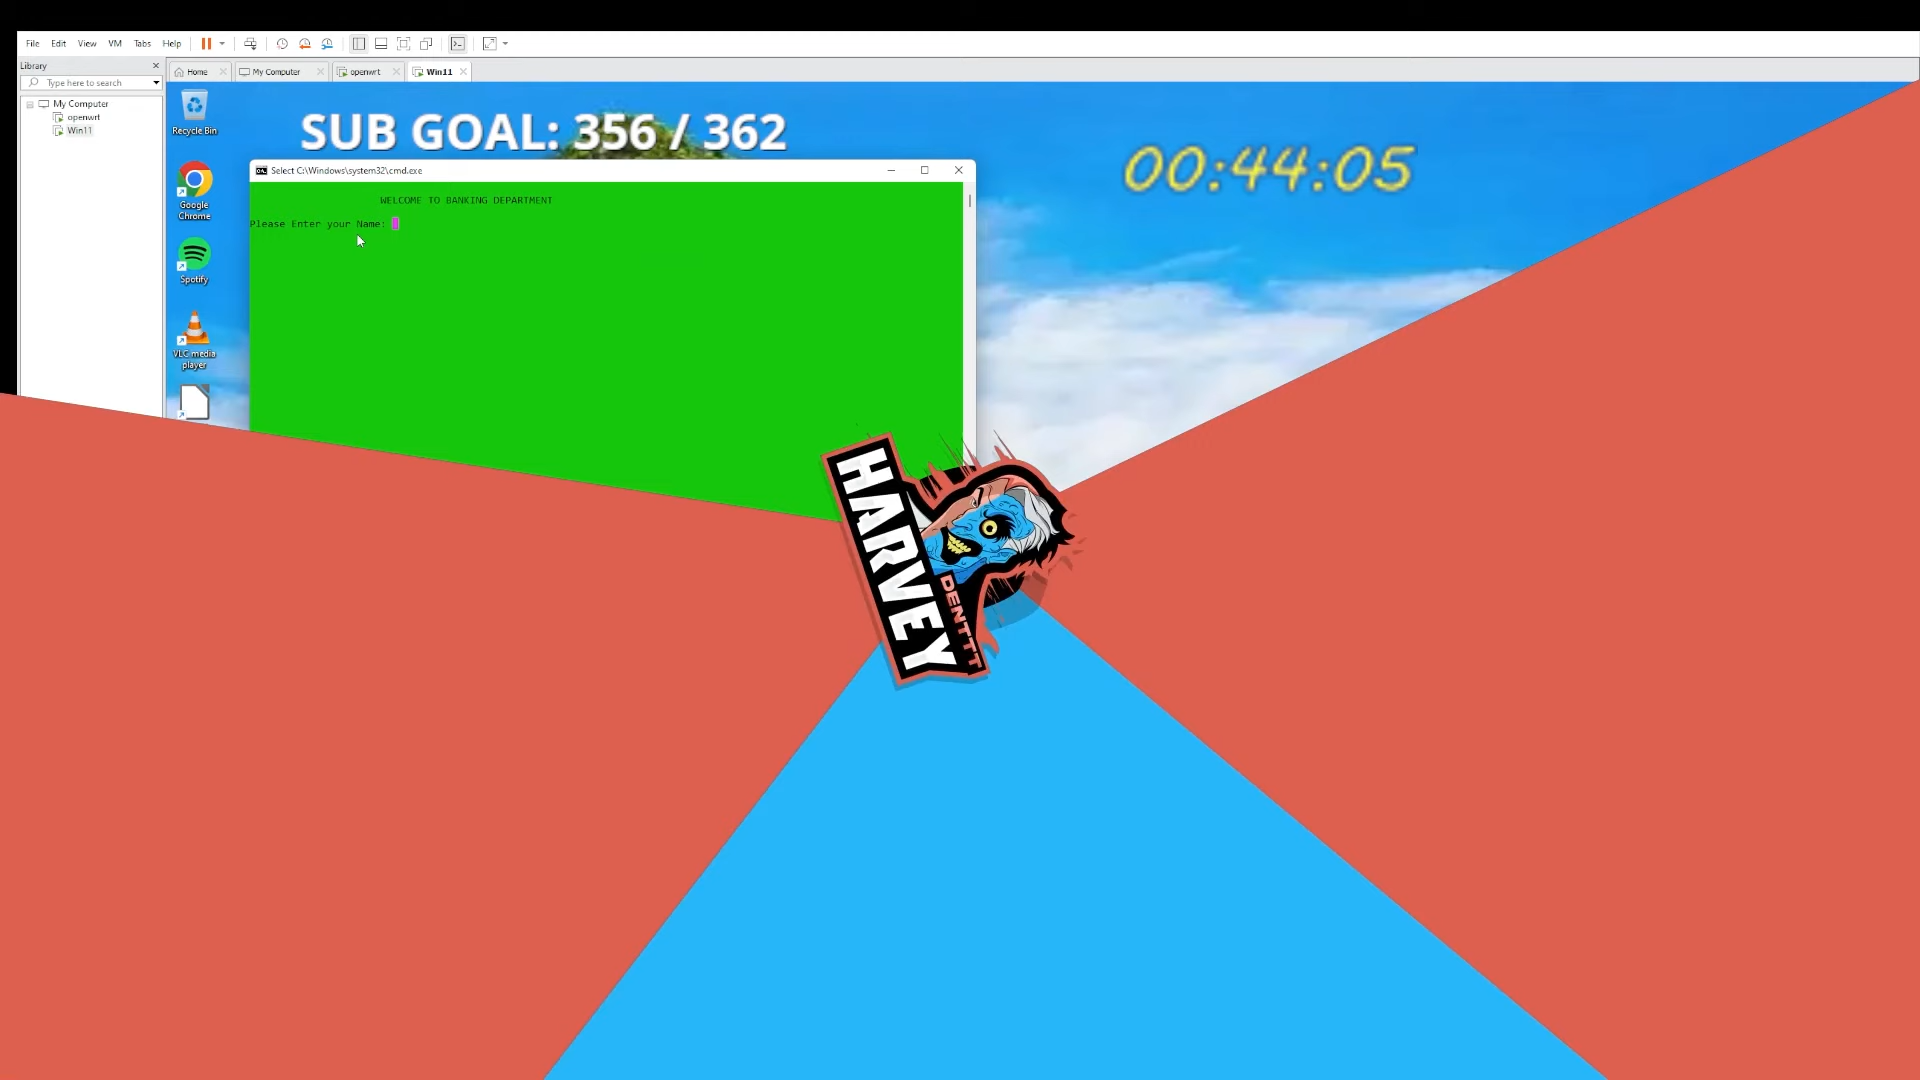 File Edit View VM Tabs Help
Library
Type here to search
Home
My Computer
openwrt
Win11
My Computer
openwrt
Win11
Recycle Bin
SUB GOAL: 356 / 362
00:44:05
Select C:\Windows\system32\cmd.exe
WELCOME TO BANKING DEPARTMENT
Please Enter your Name:
Google
Chrome
Spotify
VLC media
player
HARVEY
DENTTT